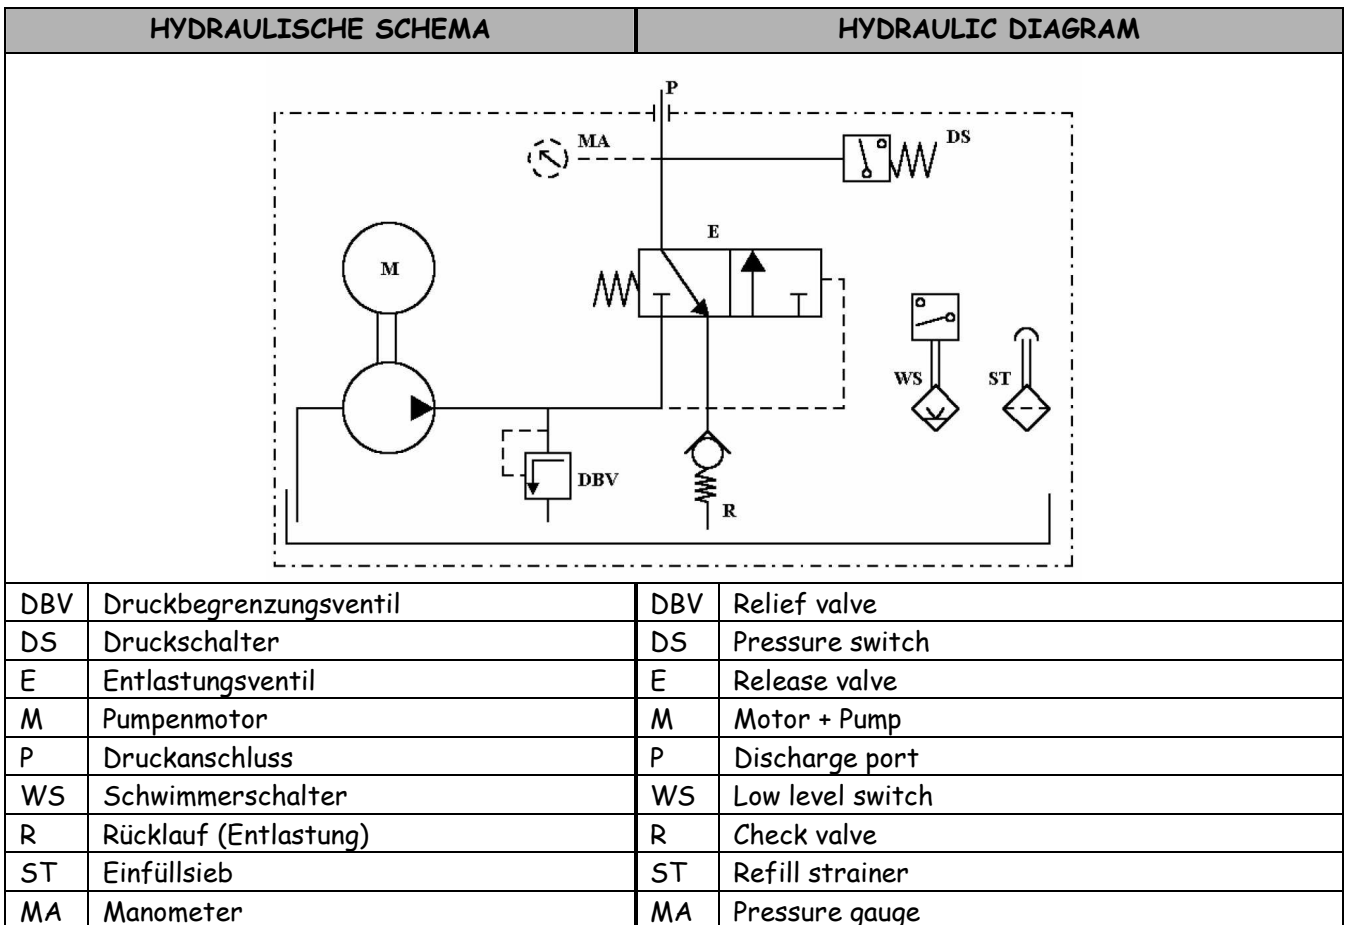 HYDRAULISCHE SCHEMA HYDRAULIC DIAGRAM
P
MA
DS
E
M
WS ST
DBV
R
DBV Druckbegrenzungsventil DBV Relief valve
DS Druckschalter DS Pressure switch
E Entlastungsventil E Release valve
M Pumpenmotor M Motor + Pump
P Druckanschluss P Discharge port
WS Schwimmerschalter WS Low level switch
R Rücklauf (Entlastung) R Check valve
ST Einfüllsieb ST Refill strainer
MA Manometer MA Pressure gauge